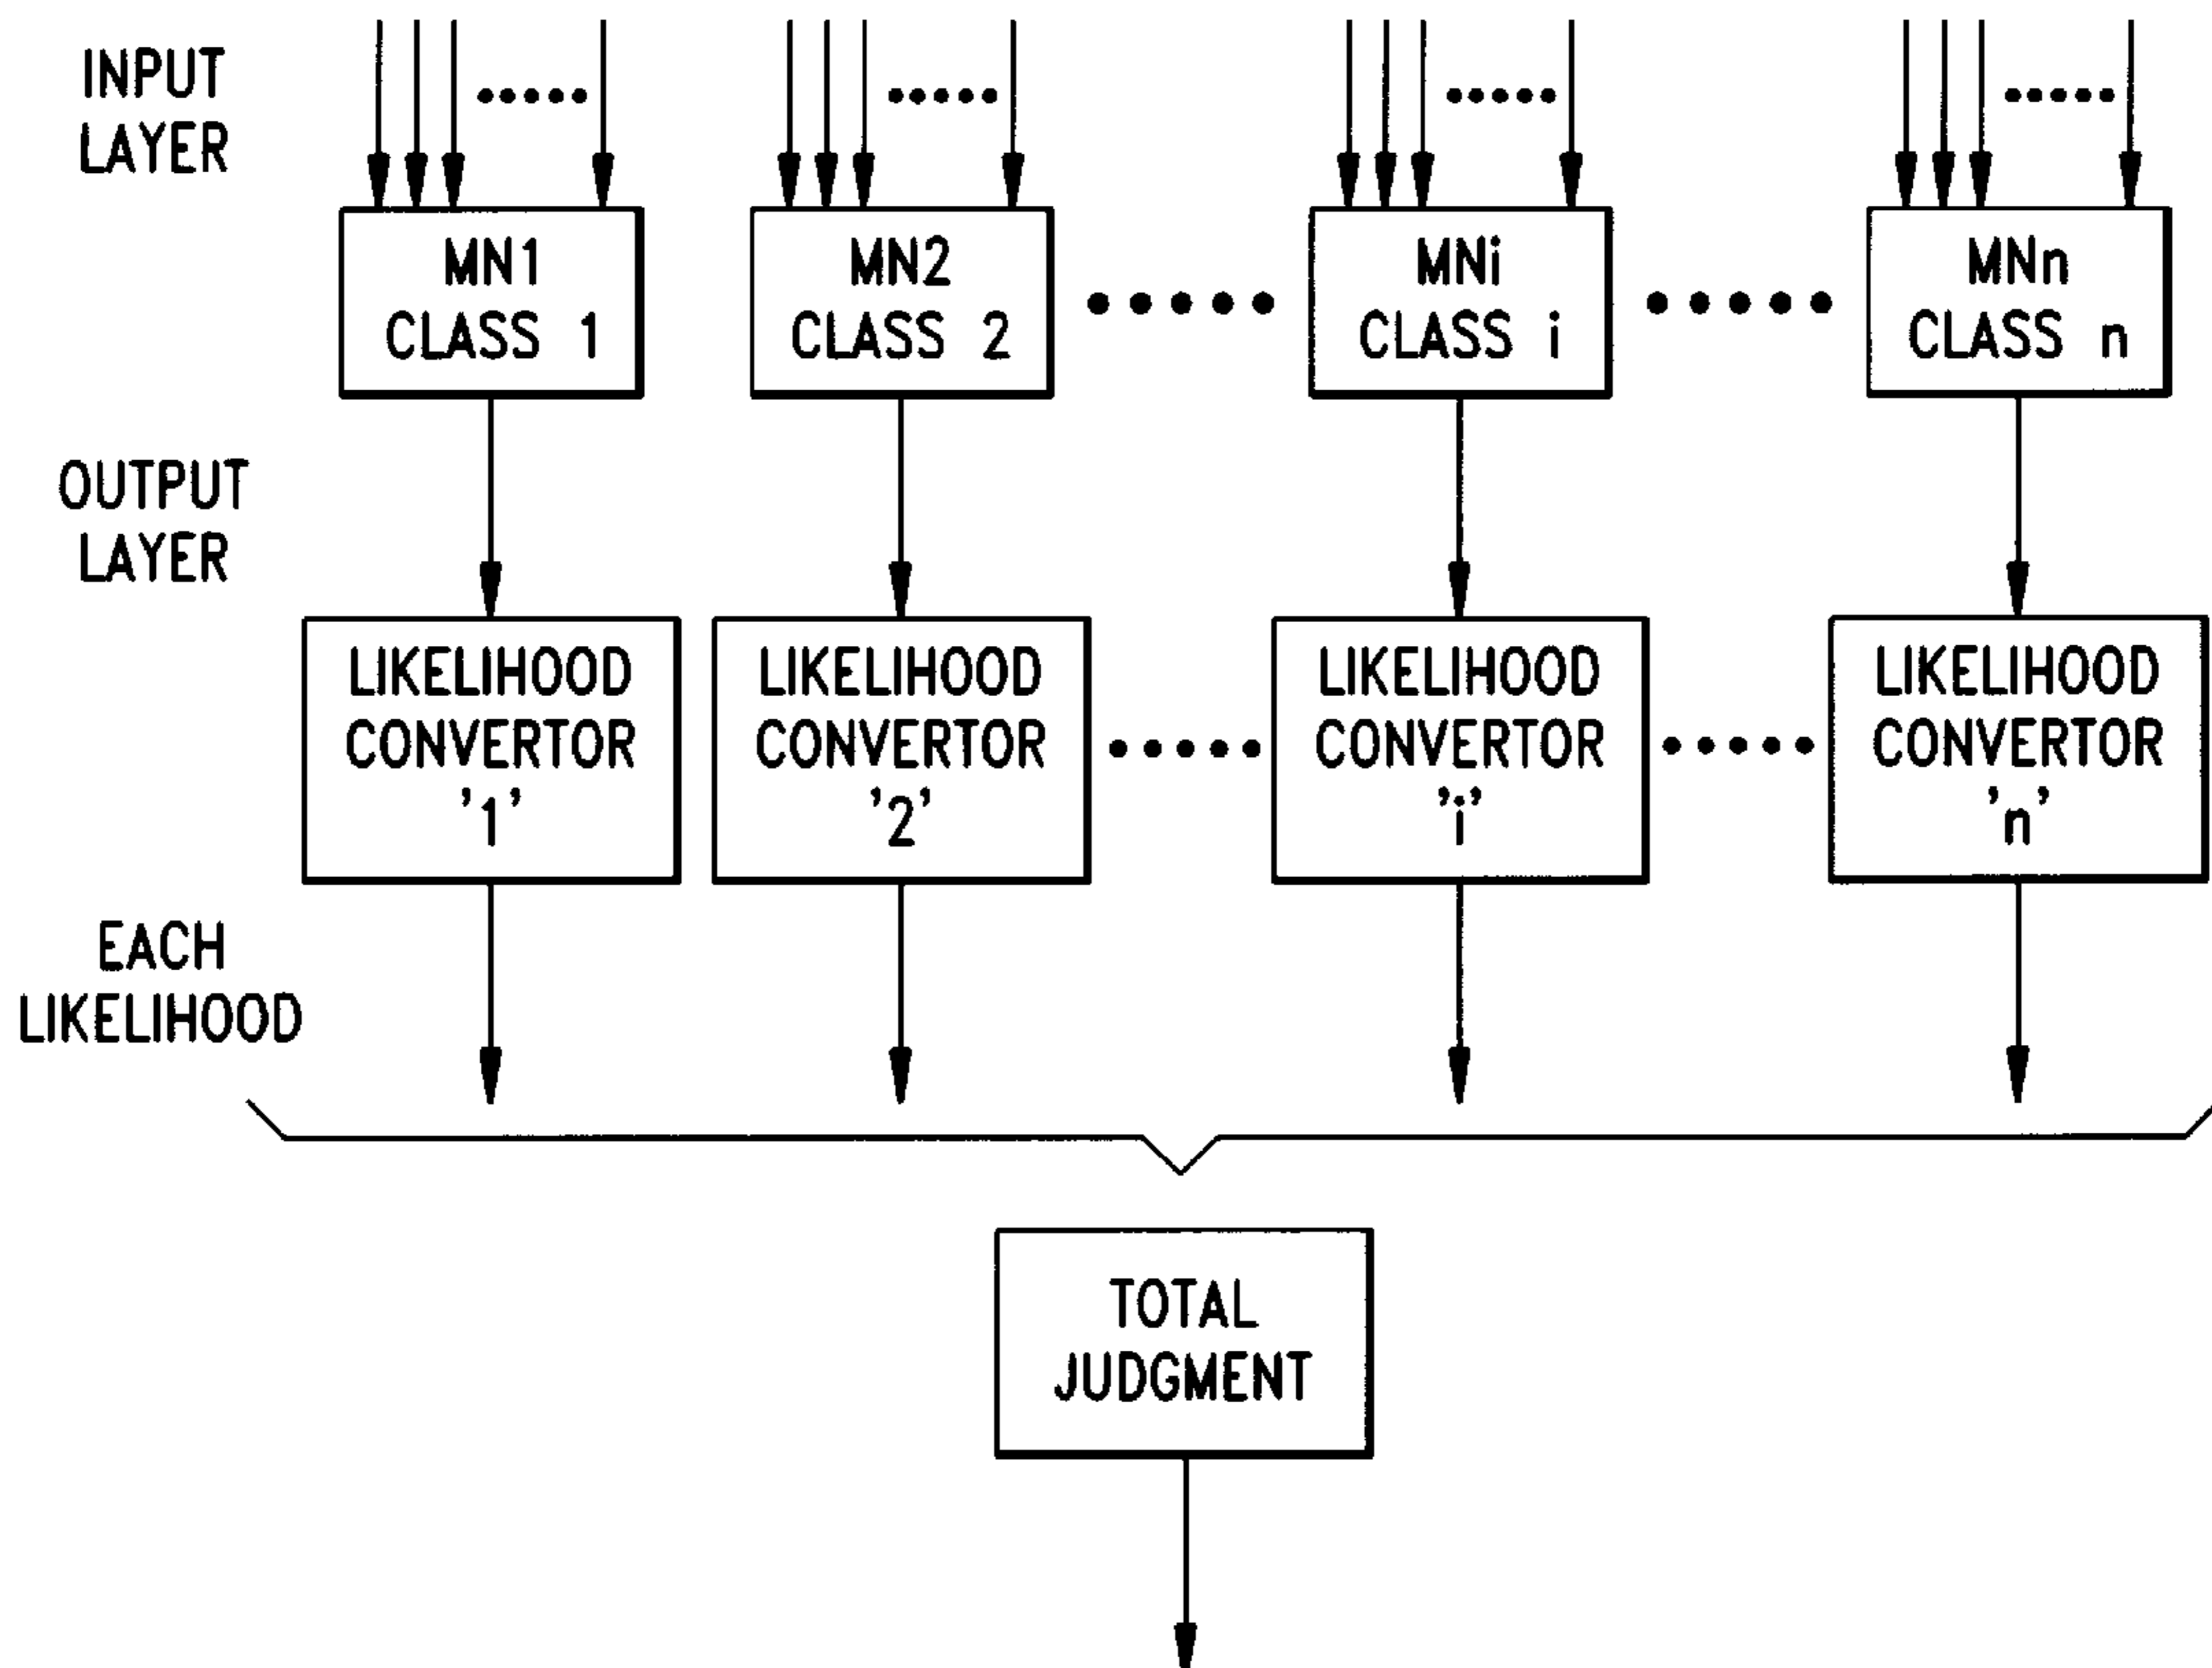 INPUT
LAYER
MN1
CLASS 1
MN2
CLASS 2
MNi
CLASS i
MNn
CLASS n
OUTPUT
LAYER
LIKELIHOOD
CONVERTOR
'1'
LIKELIHOOD
CONVERTOR
'2'
LIKELIHOOD
CONVERTOR
'i'
LIKELIHOOD
CONVERTOR
'n'
EACH
LIKELIHOOD
TOTAL
JUDGMENT